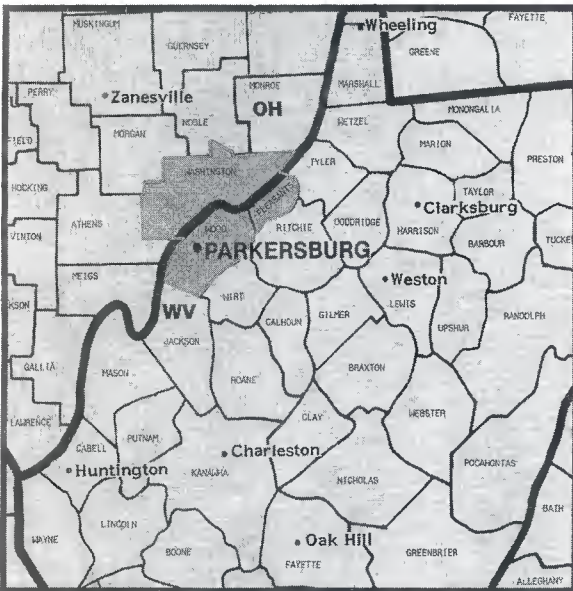 MUSKINGUM
GUERNSEY
Wheeling
GREENE
FAYETTE
PERRY
Zanesville
MONROE
MARSHALL
OH
NOBLE
MORGAN
WETZEL
MONONGALIA
MARION
PRESTON
WASHINGTON
TYLER
HOCKING
PLEASANTS
TAYLOR
Clarksburg
ATHENS
WOOD
RITCHIE
DODDRIDGE
HARRISON
BARBOUR
TUCKE
VINTON
PARKERSBURG
MEIGS
WIRT
Weston
LEWIS
KSON
WV
JACKSON
CALHOUN
GILMER
UPSHUR
RANDOLPH
GALLIA
MASON
ROANE
BRAXTON
LAWRENCE
CLAY
WEBSTER
CABELL
PUTNAM
Charleston
POCAHONTAS
Huntington
KANAWHA
NICHOLAS
LINCOLN
BATH
WAYNE
BOONE
Oak Hill
FAYETTE
GREENBRIER
ALLEGHANY